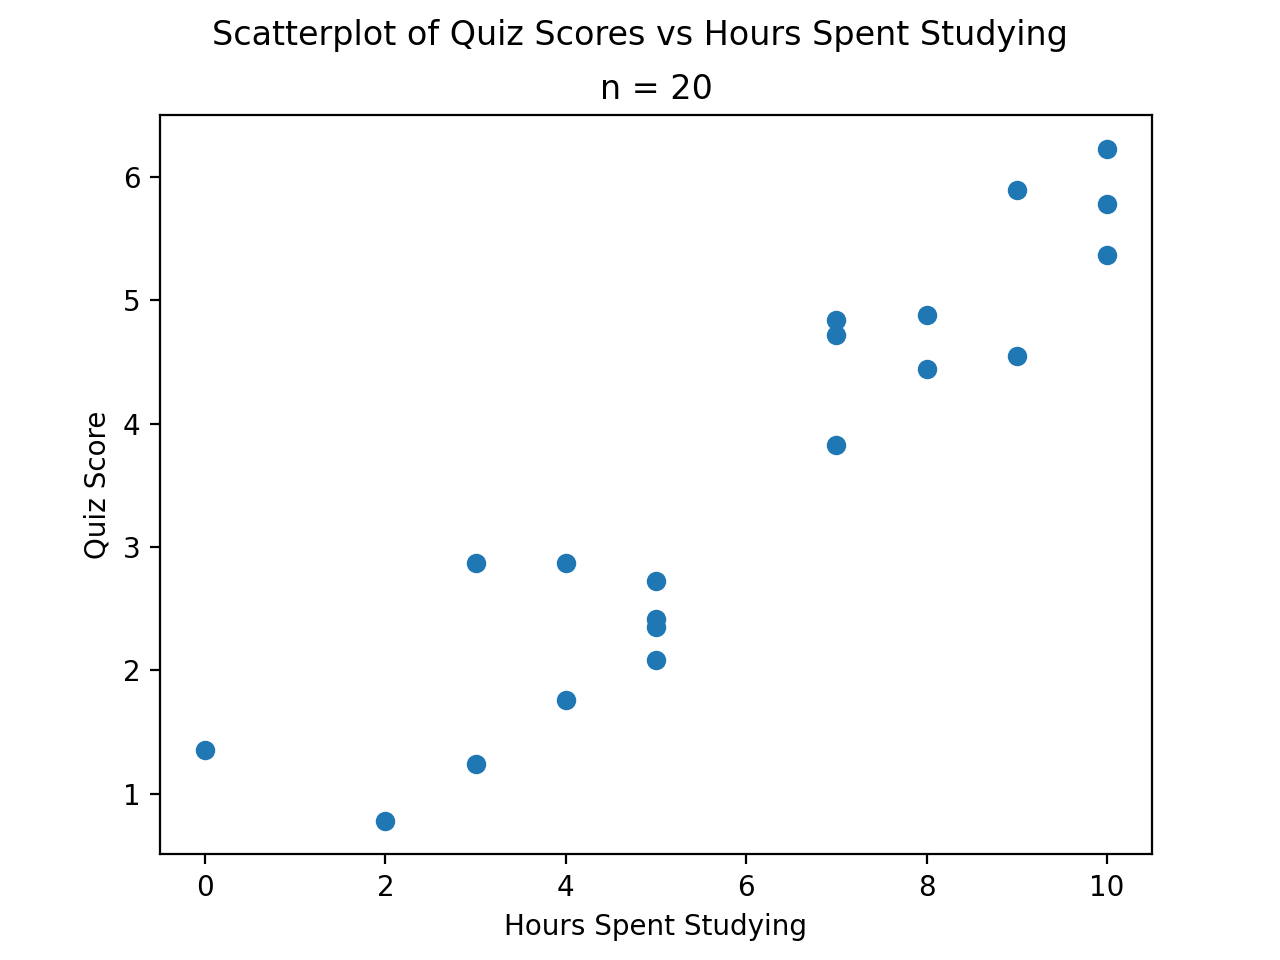 Scatterplot of Quiz Scores vs Hours Spent Studying
n = 20
6
5
4
3
2
1
Quiz Score
0 2 4 6 8 10
Hours Spent Studying